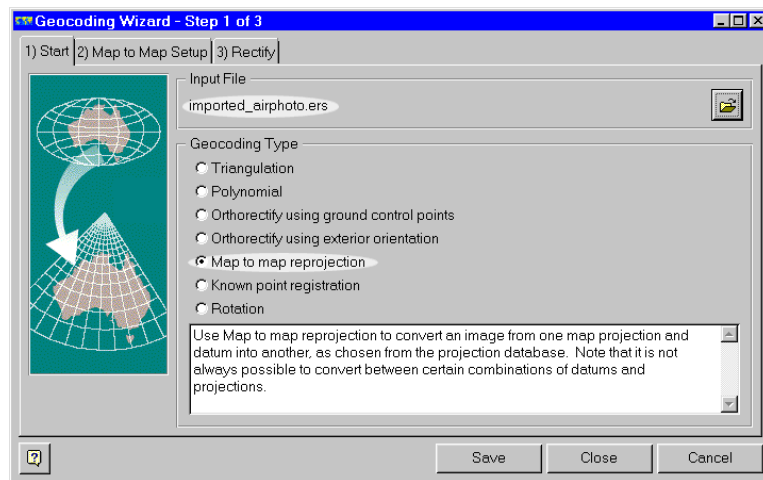 Geocoding Wizard - Step 1 of 3
1) Start 2) Map to Map Setup 3) Rectify
Input File
imported_airphoto.ers
Geocoding Type
Triangulation
Polynomial
Orthorectify using ground control points
Orthorectify using exterior orientation
Map to map reprojection
Known point registration
Rotation
Use Map to map reprojection to convert an image from one map projection and
datum into another, as chosen from the projection database. Note that it is not
always possible to convert between certain combinations of datums and
projections.
Save Close Cancel